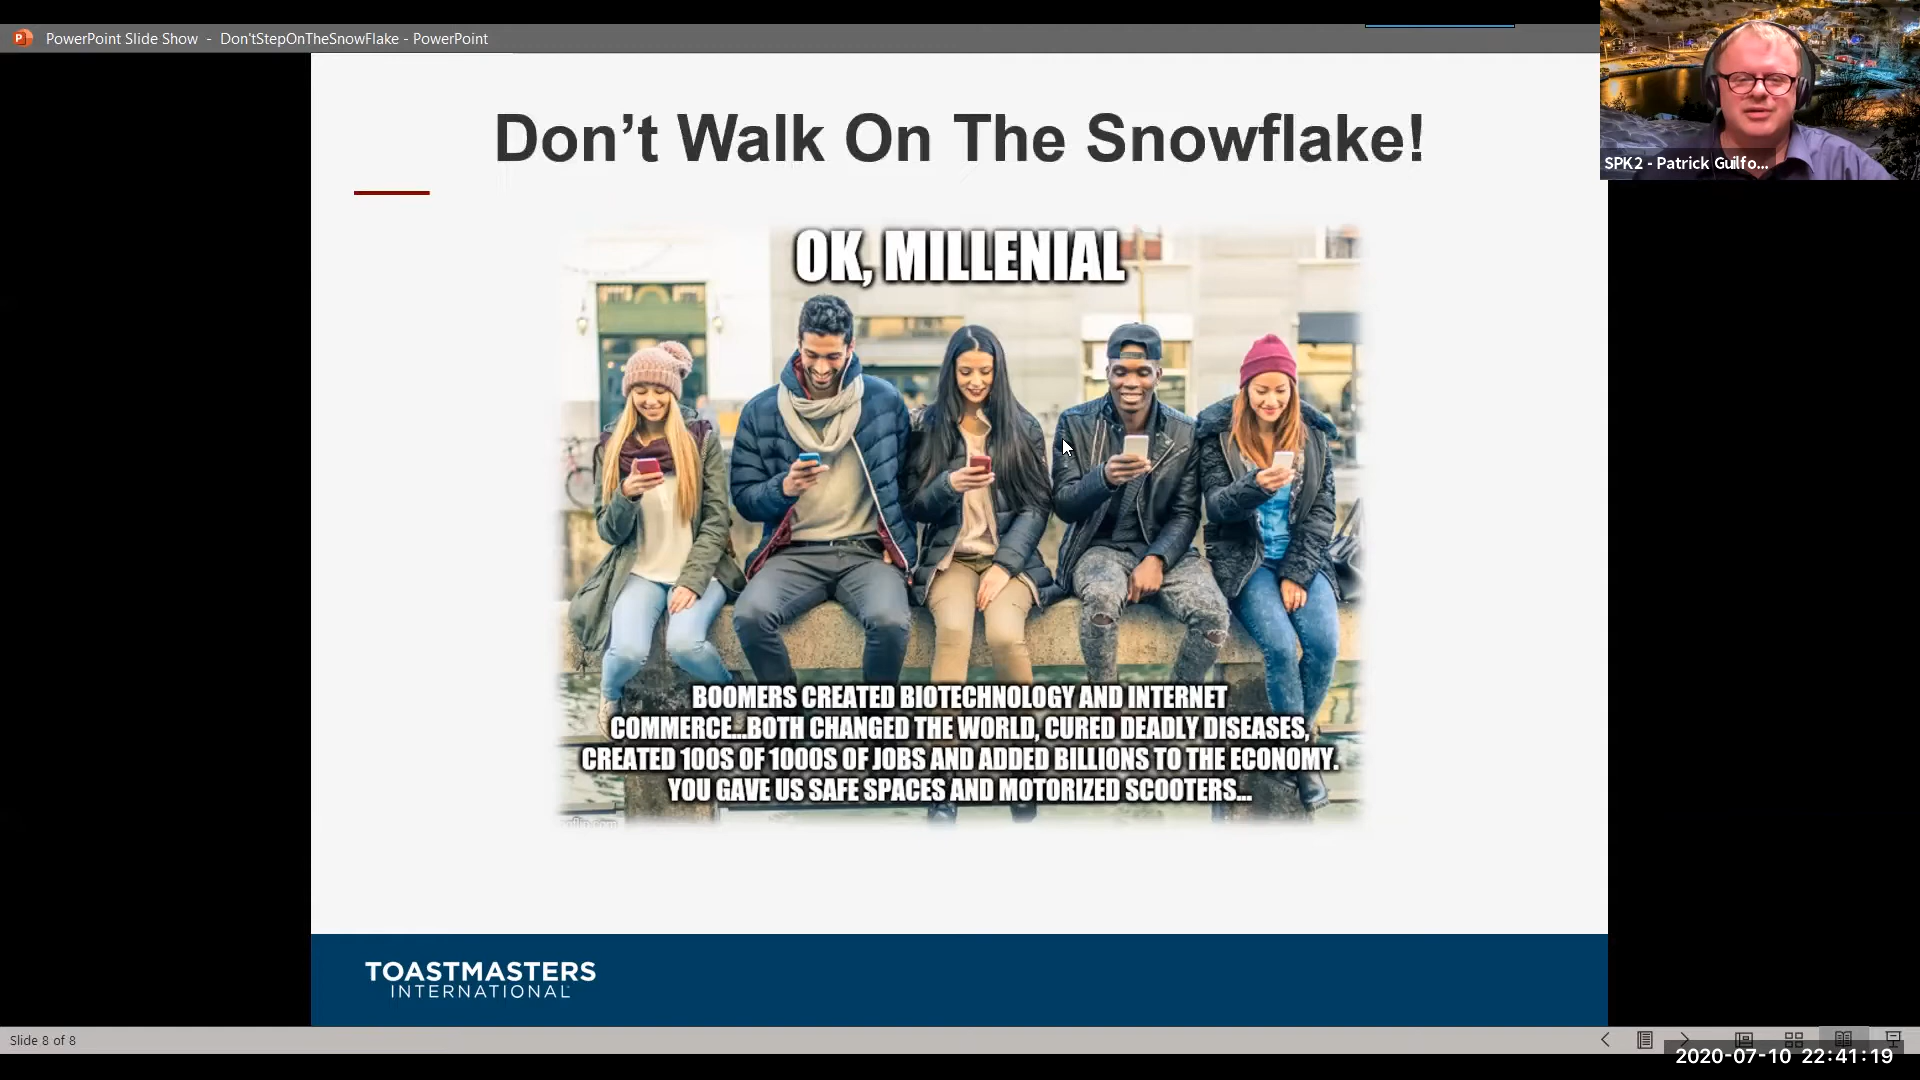 PowerPoint Slide Show - Don'tStepOnTheSnowFlake - PowerPoint
Don’t Walk On The Snowflake!
SPK2 - Patrick Guilfo...
OK, MILLENIAL
BOOMERS CREATED BIOTECHNOLOGY AND INTERNET
COMMERCE...BOTH CHANGED THE WORLD, CURED DEADLY DISEASES,
CREATED 100S OF 1000S OF JOBS AND ADDED BILLIONS TO THE ECONOMY.
YOU GAVE US SAFE SPACES AND MOTORIZED SCOOTERS...
TOASTMASTERS
INTERNATIONAL
Slide 8 of 8
2020-07-10 22:41:19